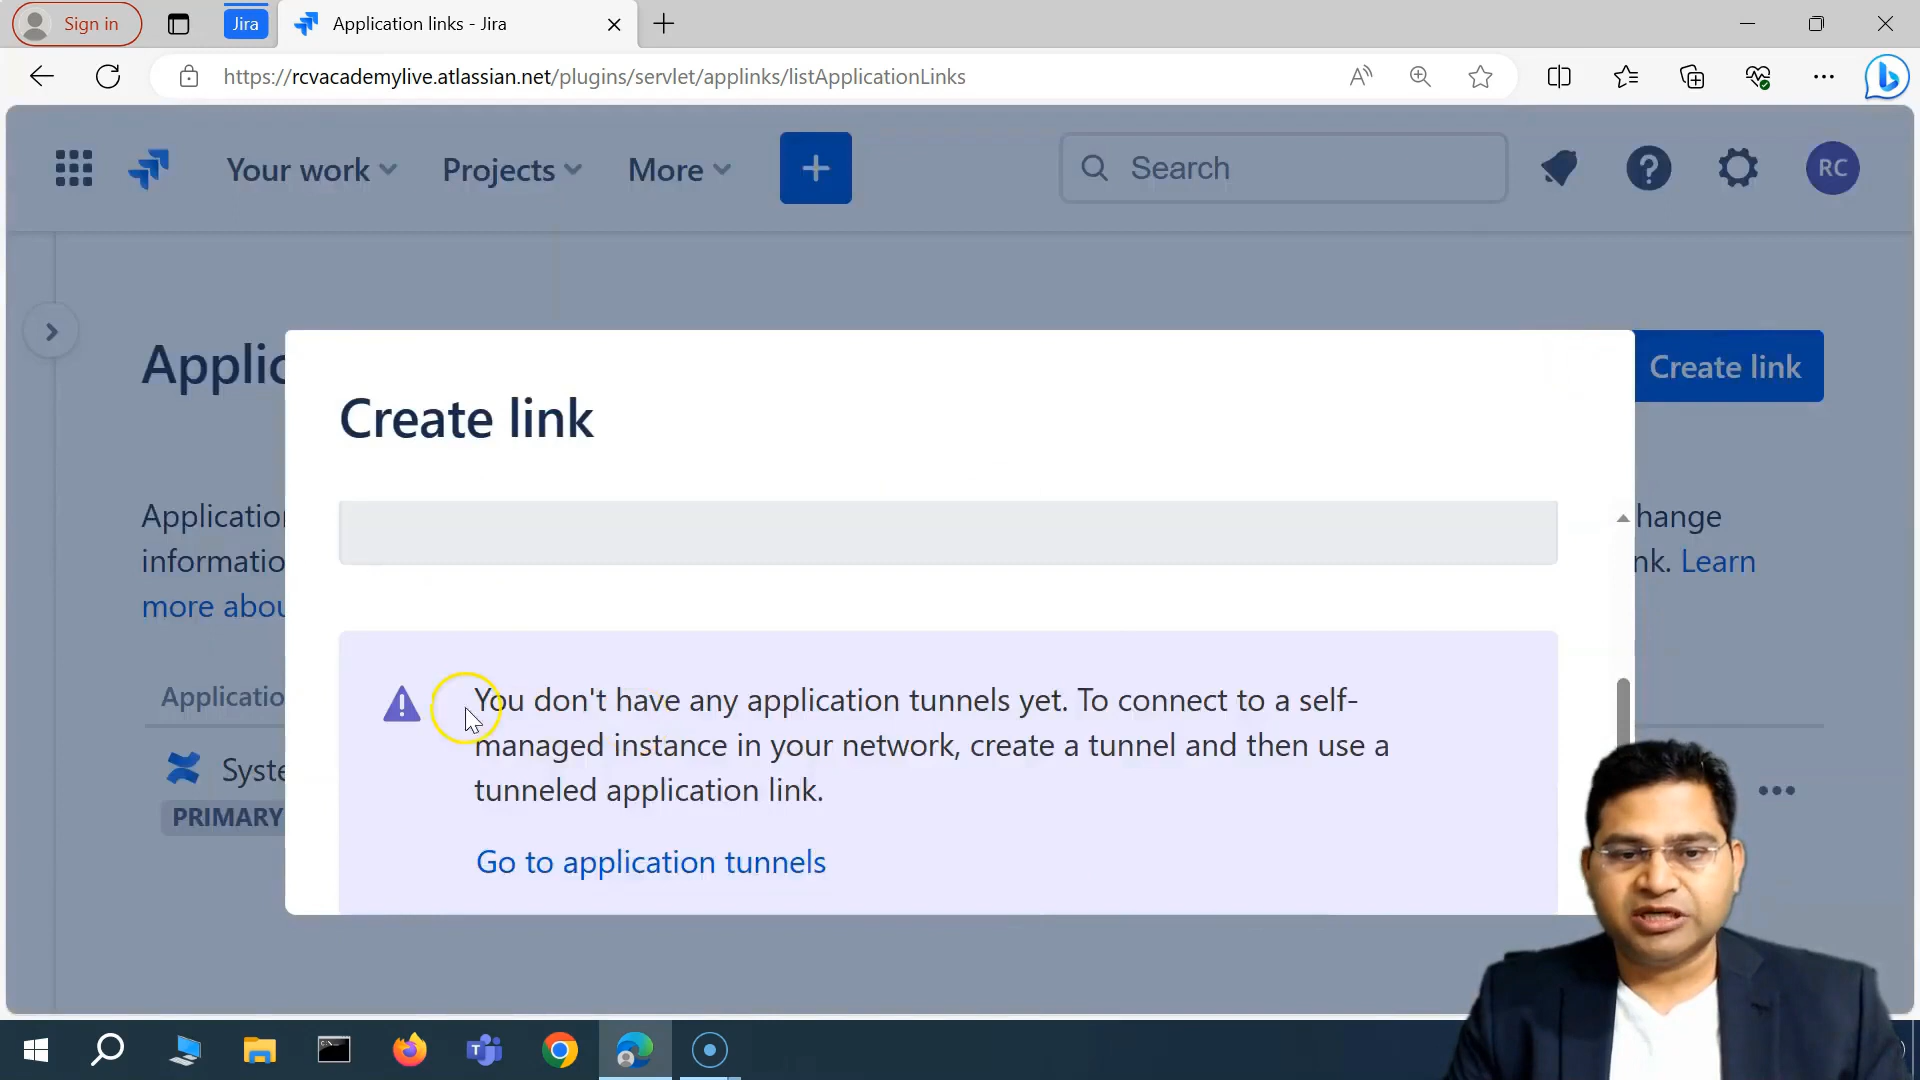 Sign in
Jira
Application links - Jira
https://rcvacademylive.atlassian.net/plugins/servlet/applinks/listApplicationLinks
Your work
Projects
More
Search
RC
Applic
Create link
Create link
Application
hange
informatio
nk. Learn
more abou
You don't have any application tunnels yet. To connect to a self-
managed instance in your network, create a tunnel and then use a
tunneled application link.
Go to application tunnels
Applicatio
Syste
PRIMARY